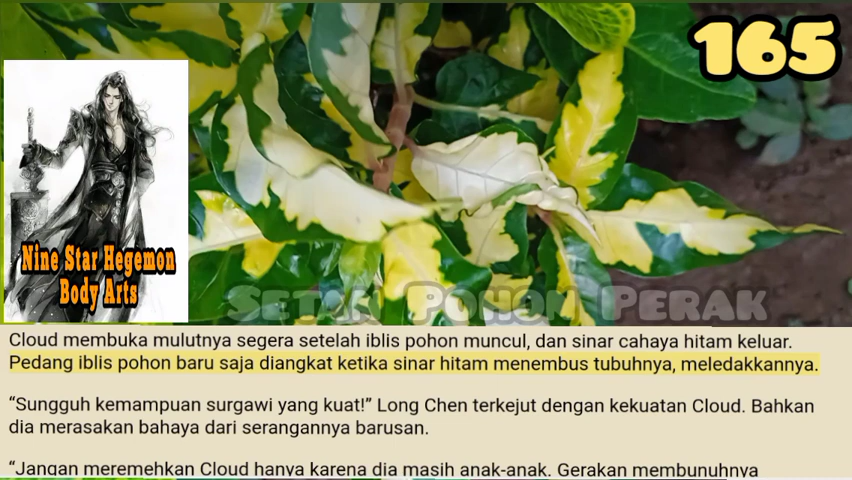 165
Nine Star Hegemon
Body Arts
Setan Pohon Perak
Cloud membuka mulutnya segera setelah iblis pohon muncul, dan sinar cahaya hitam keluar.
Pedang iblis pohon baru saja diangkat ketika sinar hitam menembus tubuhnya, meledakkannya.
“Sungguh kemampuan surgawi yang kuat!” Long Chen terkejut dengan kekuatan Cloud. Bahkan
dia merasakan bahaya dari serangannya barusan.
“Jangan meremehkan Cloud hanya karena dia masih anak-anak. Gerakan membunuhnya